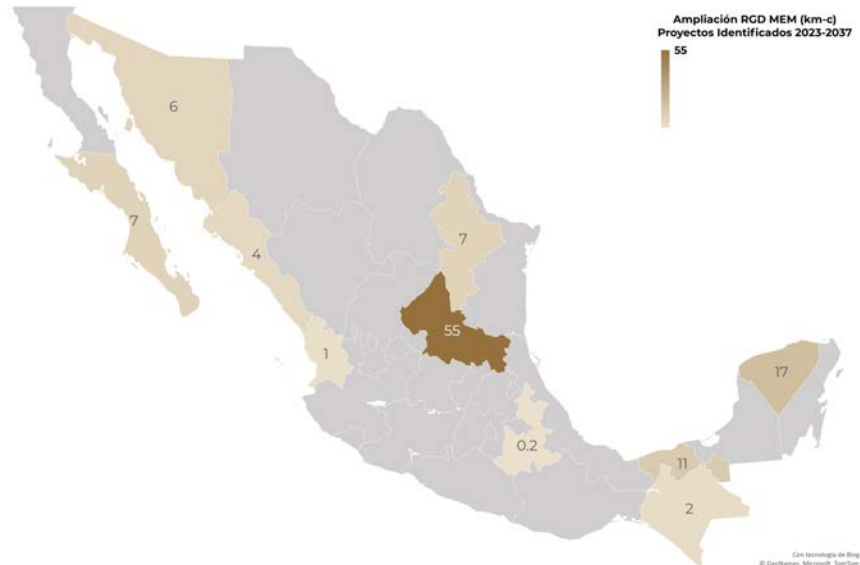 Ampliación RGD MEM (km-c)
Proyectos Identificados 2023-2037
55
6
7
4
7
55
1
17
0.2
11
2
Con tecnología de Bing
© GeoNames, Microsoft, TomTom